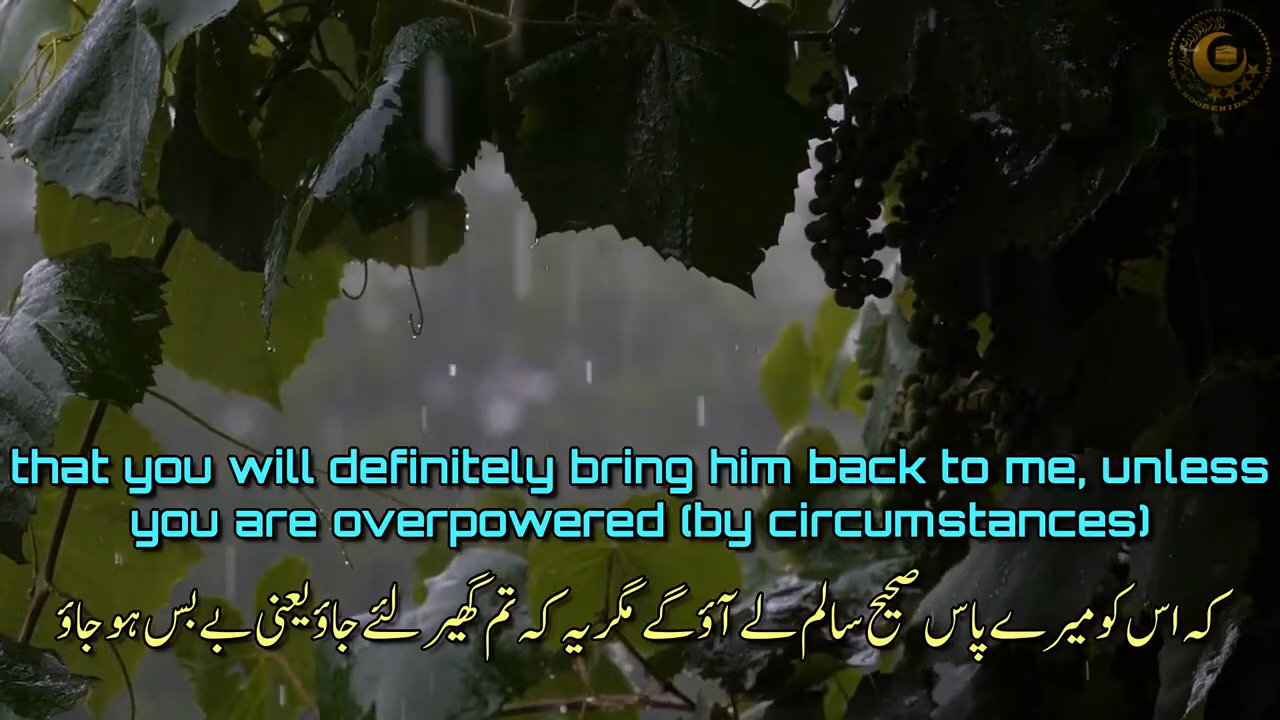 that you will definitely bring him back to me, unless
you are overpowered (by circumstances)
کہ اس کو میرے پاس صحیح سالم لے آؤ گے مگر یہ کہ تم گھیر لئے جاؤ یعنی بے بس ہو جاؤ